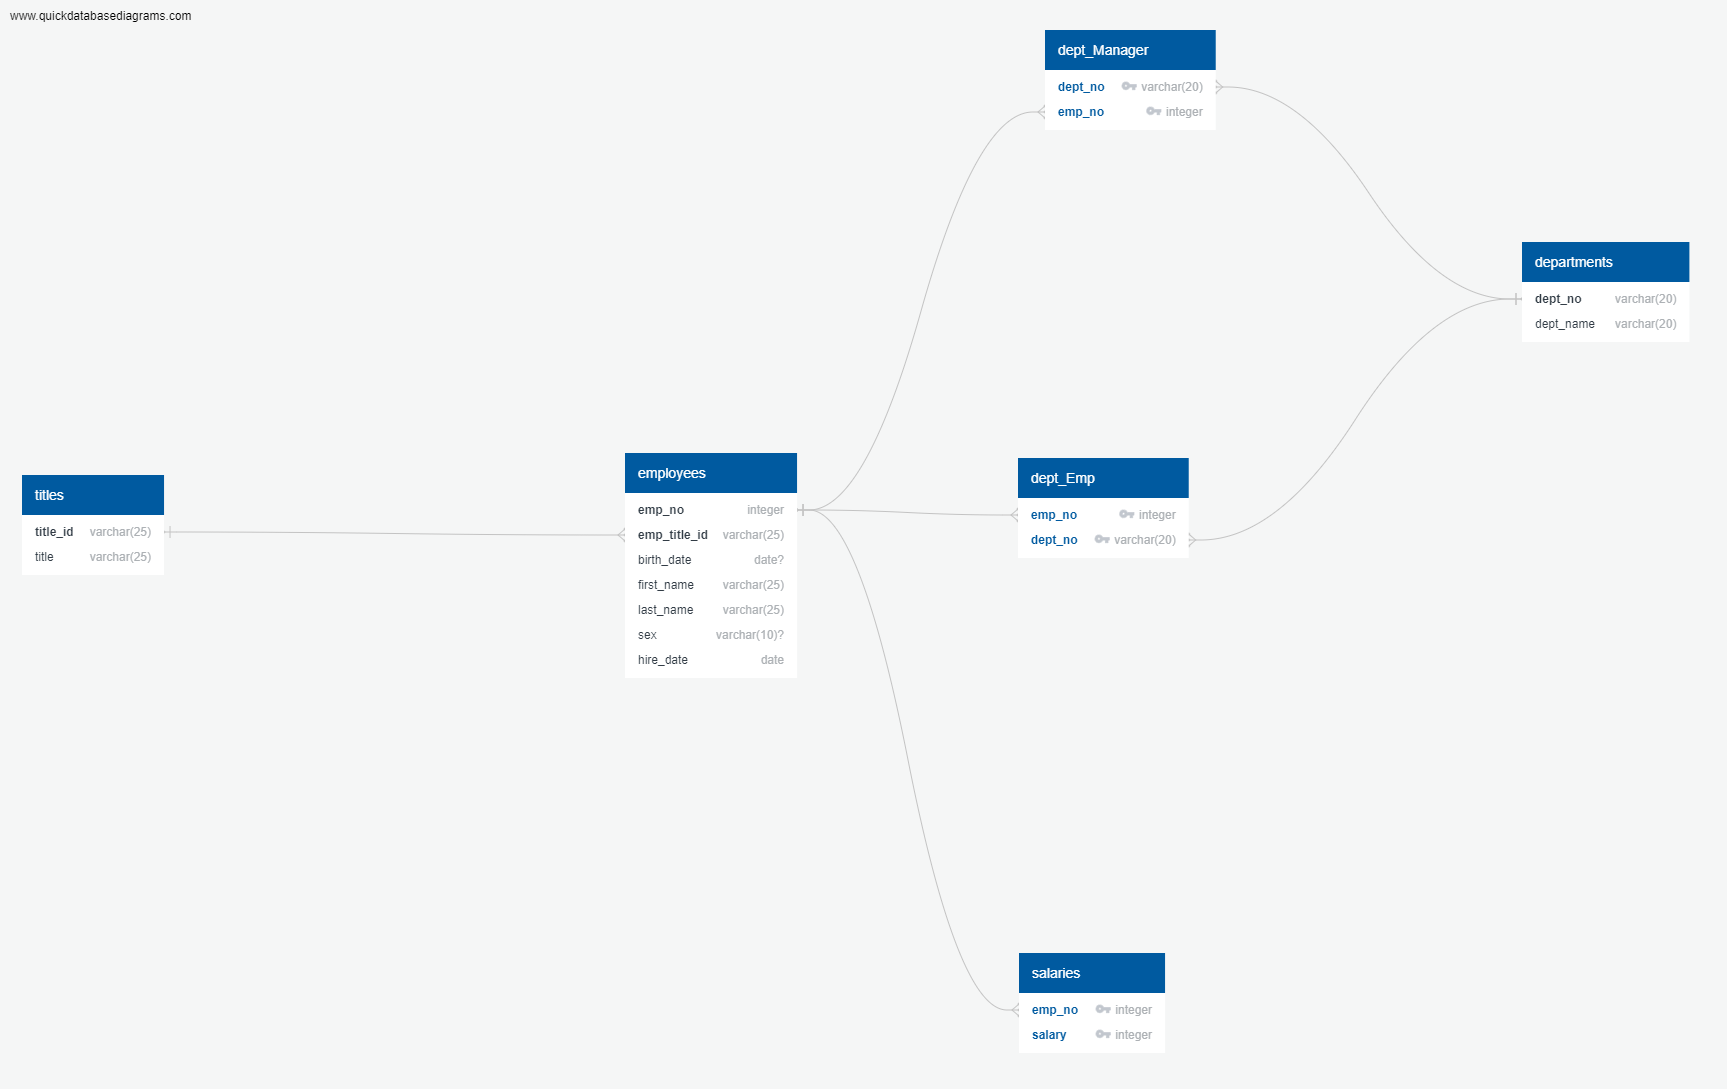 www.quickdatabasediagrams.com
dept_Manager
dept_no varchar(20)
emp_no integer
departments
dept_no varchar(20)
dept_name varchar(20)
titles
title_id varchar(25)
title varchar(25)
employees
emp_no integer
emp_title_id varchar(25)
birth_date date?
first_name varchar(25)
last_name varchar(25)
sex varchar(10)?
hire_date date
dept_Emp
emp_no integer
dept_no varchar(20)
salaries
emp_no integer
salary integer